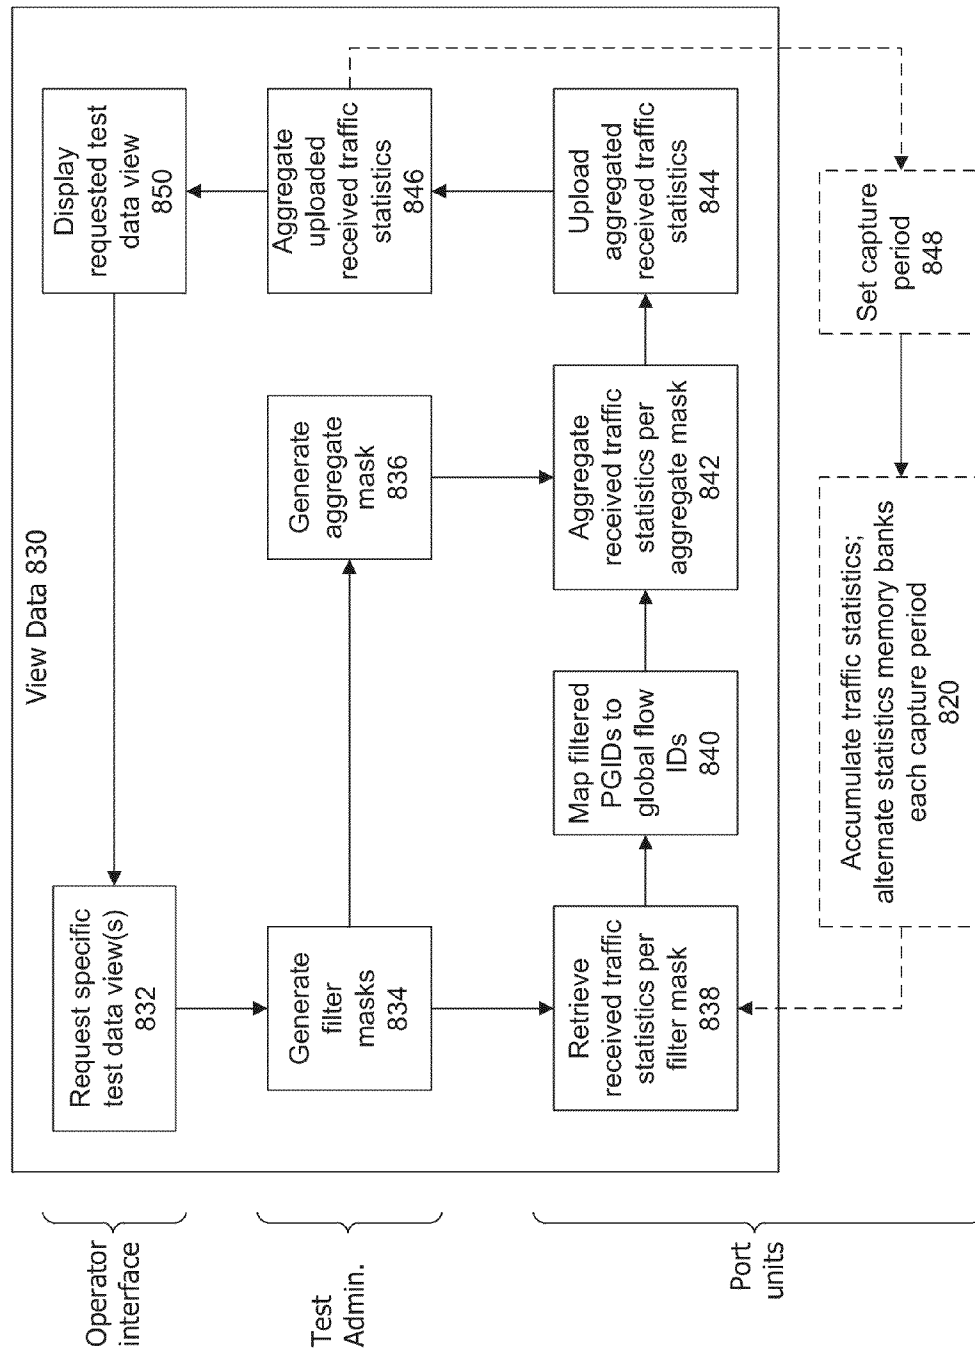 View Data 830
Operator
interface
Request specific
test data view(s)
832
Display
requested test
data view
850
Test
Admin.
Generate
filter
masks
834
Generate
aggregate
mask
836
Aggregate
uploaded
received traffic
statistics
846
Port
units
Retrieve
received traffic
statistics per
filter mask
838
Map filtered
PGIDs to
global flow
IDs
840
Aggregate
received traffic
statistics per
aggregate mask
842
Upload
aggregated
received traffic
statistics
844
Accumulate traffic statistics;
alternate statistics memory banks
each capture period
820
Set capture
period
848